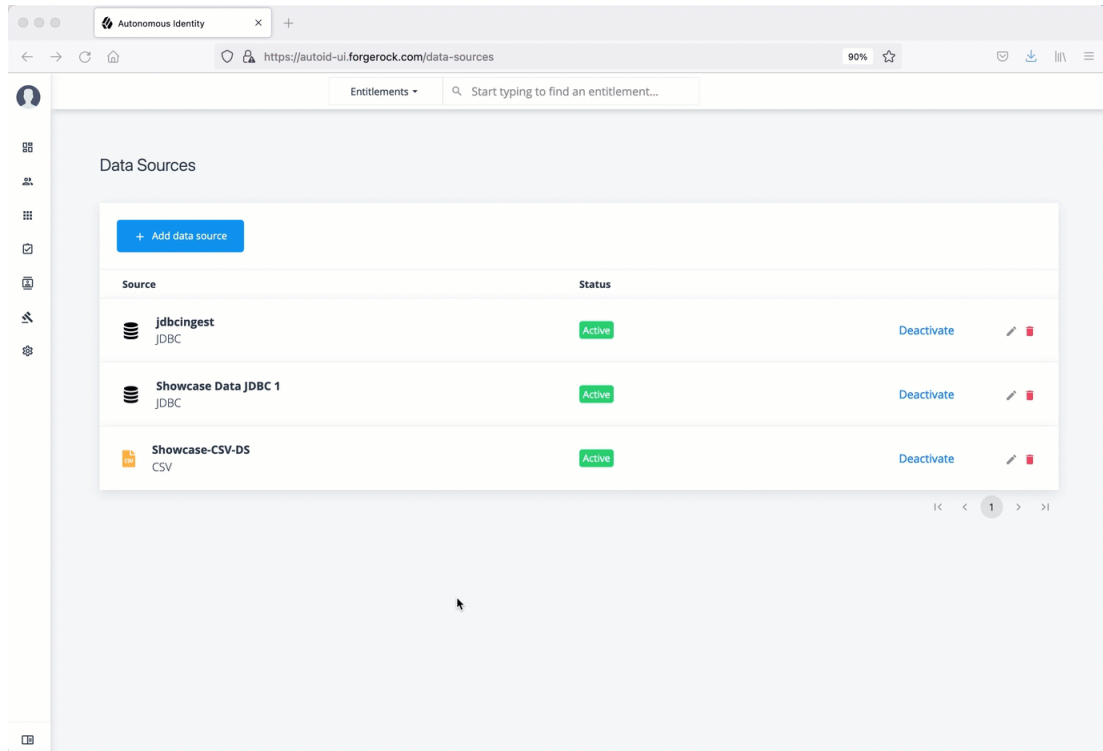 Autonomous Identity
https://autoid-ui.forgerock.com/data-sources
90%
Entitlements
Start typing to find an entitlement...
Data Sources
+ Add data source
Source Status
jdbcingest
JDBC
Active
Deactivate
Showcase Data JDBC 1
JDBC
Active
Deactivate
Showcase-CSV-DS
CSV
CSV
Active
Deactivate
1